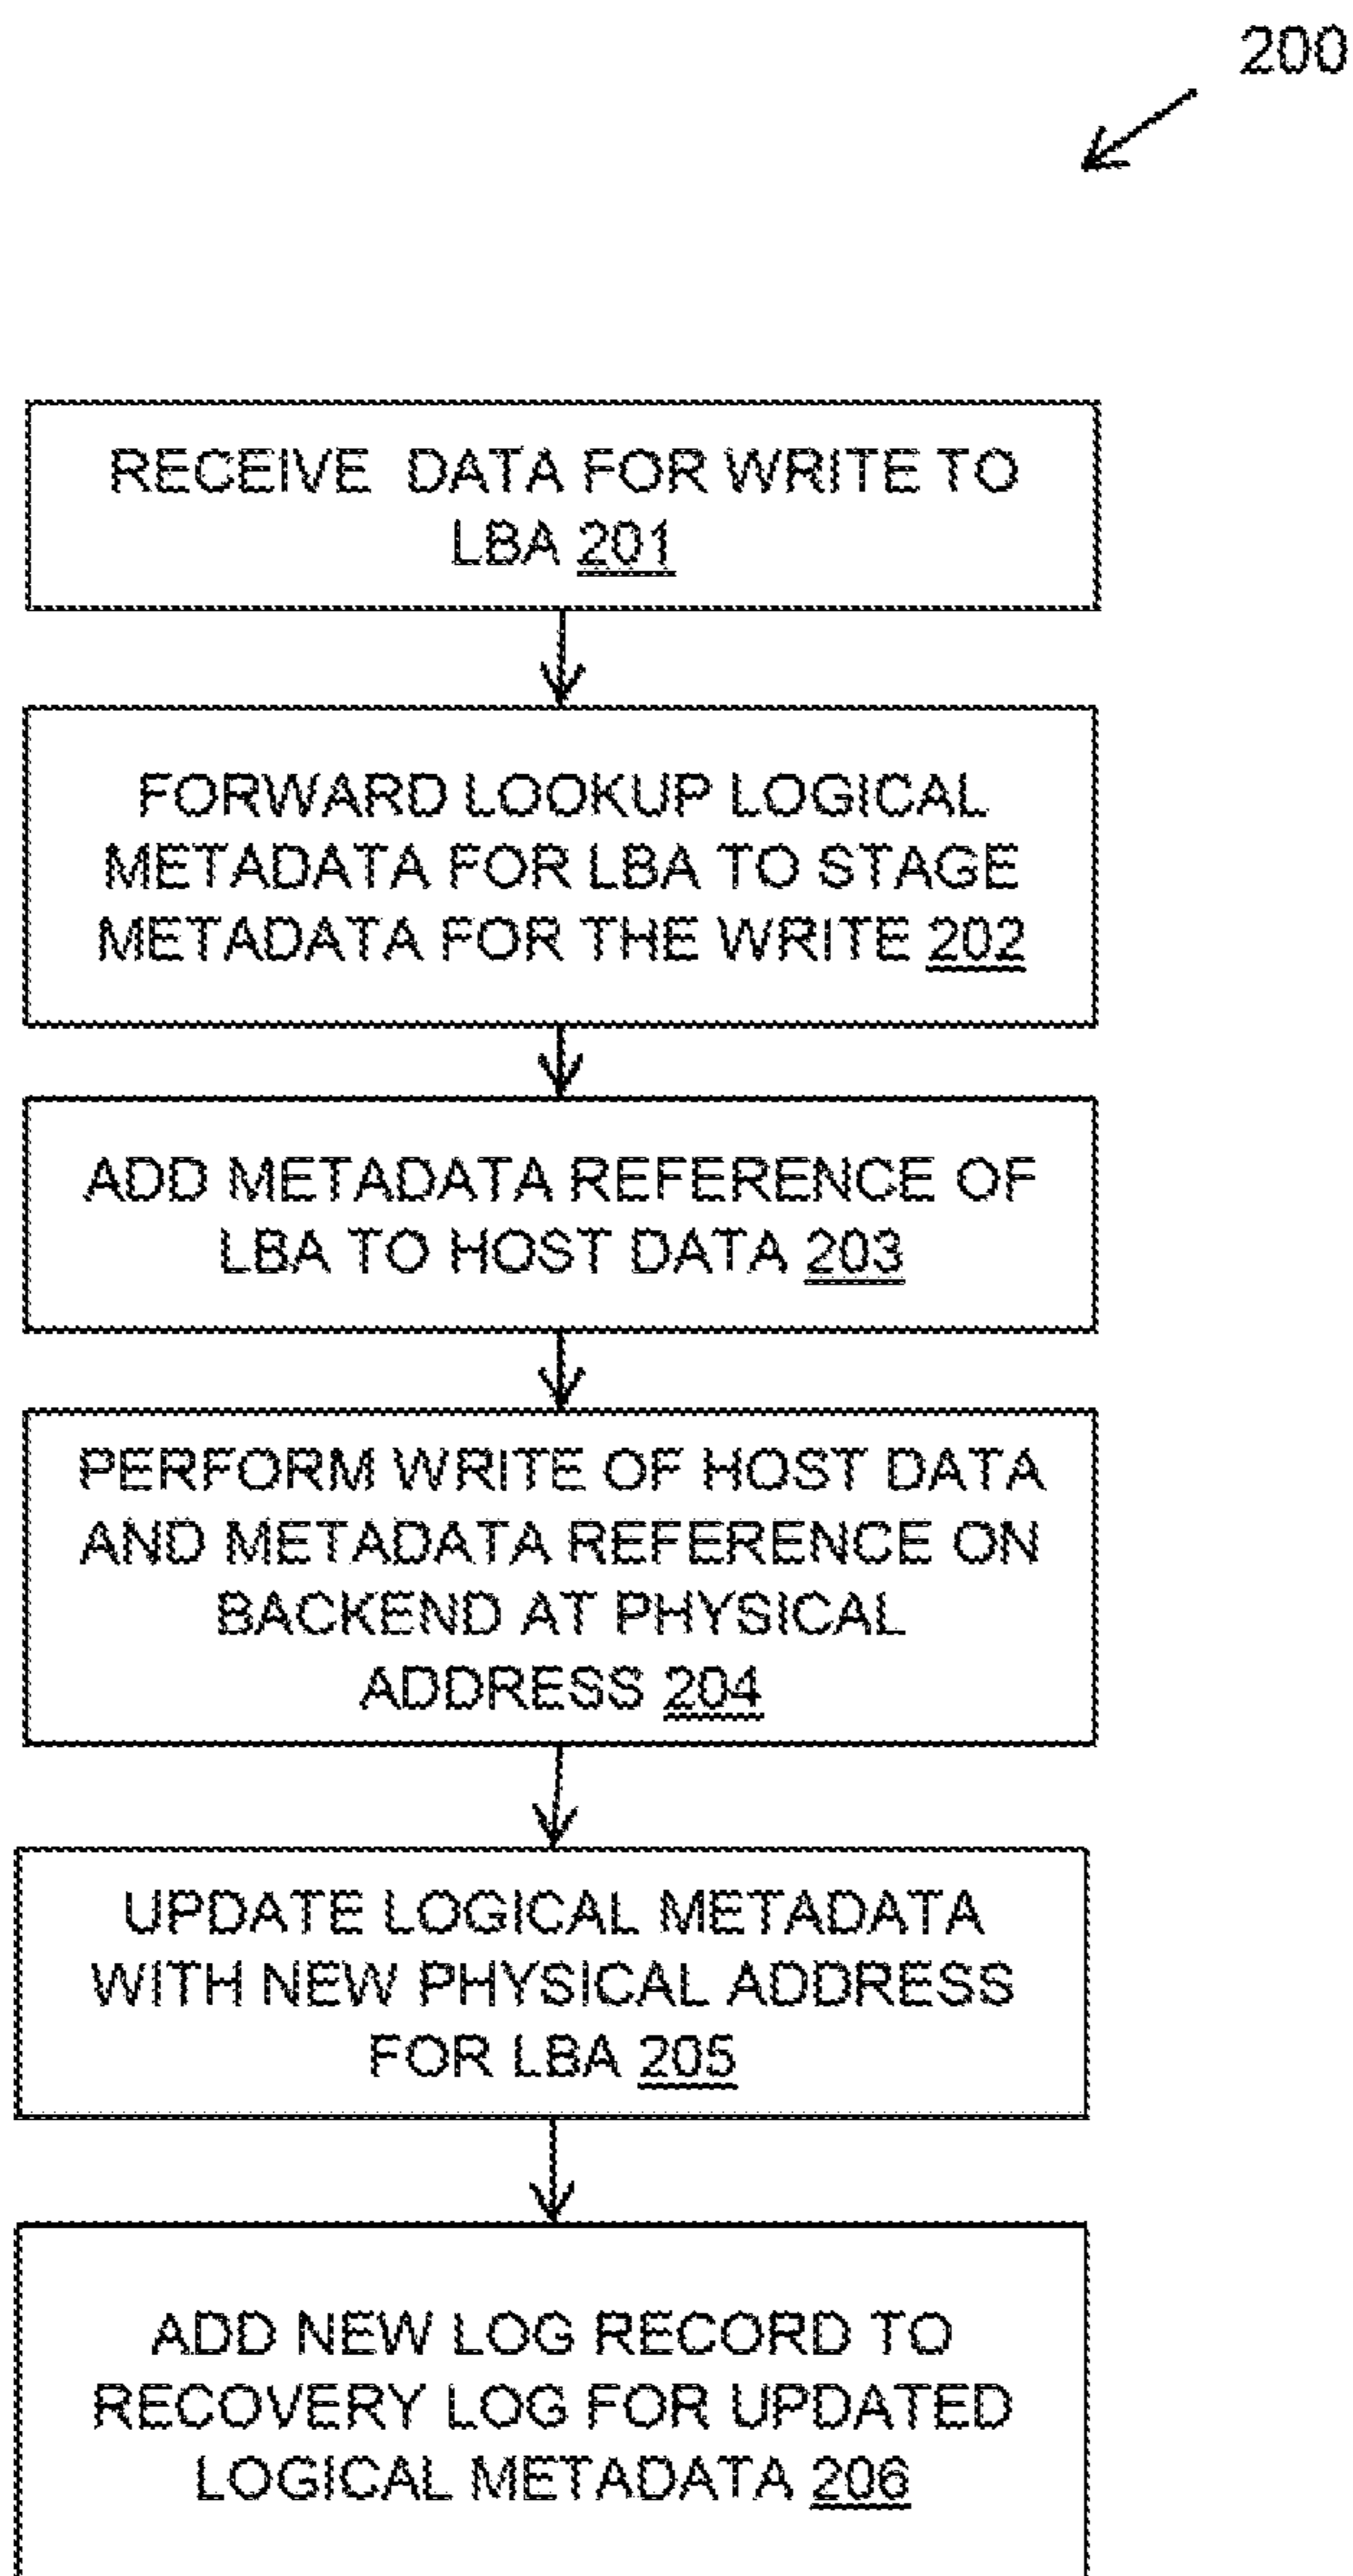 200
RECEIVE DATA FOR WRITE TO
LBA 201
FORWARD LOOKUP LOGICAL
METADATA FOR LBA TO STAGE
METADATA FOR THE WRITE 202
ADD METADATA REFERENCE OF
LBA TO HOST DATA 203
PERFORM WRITE OF HOST DATA
AND METADATA REFERENCE ON
BACKEND AT PHYSICAL
ADDRESS 204
UPDATE LOGICAL METADATA
WITH NEW PHYSICAL ADDRESS
FOR LBA 205
ADD NEW LOG RECORD TO
RECOVERY LOG FOR UPDATED
LOGICAL METADATA 206